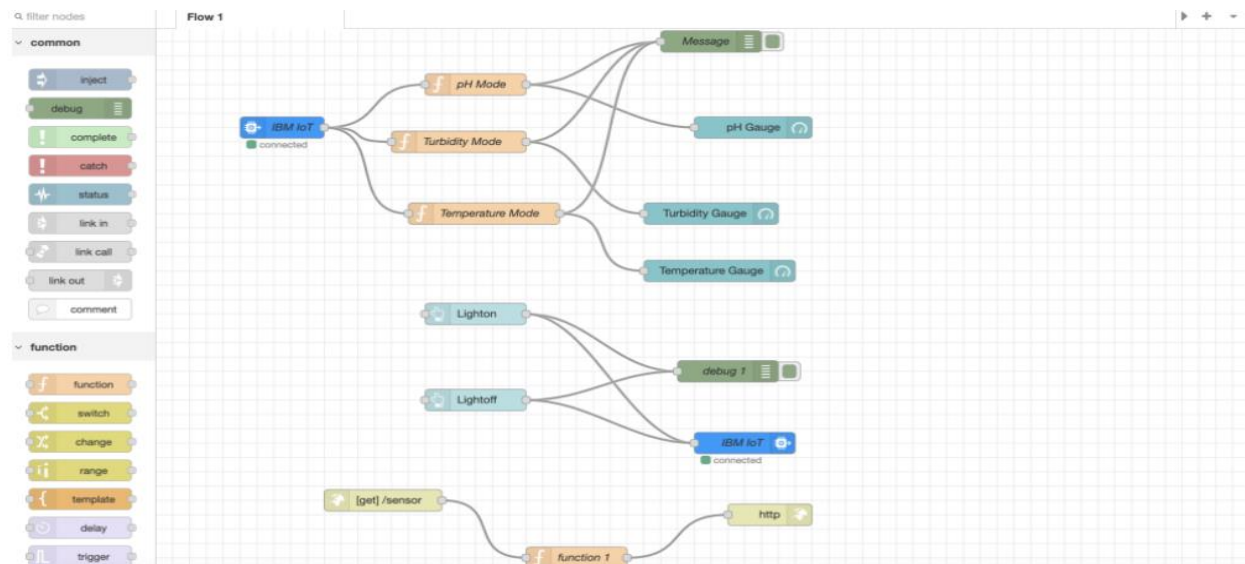 filter nodes
Flow 1
common
inject
debug
complete
catch
status
link in
link call
link out
comment
function
function
switch
change
range
template
delay
trigger
IBM IoT
connected
pH Mode
Turbidity Mode
Temperature Mode
Message
pH Gauge
Turbidity Gauge
Temperature Gauge
Lighton
Lightoff
debug 1
IBM IoT
connected
[get] /sensor
function 1
http